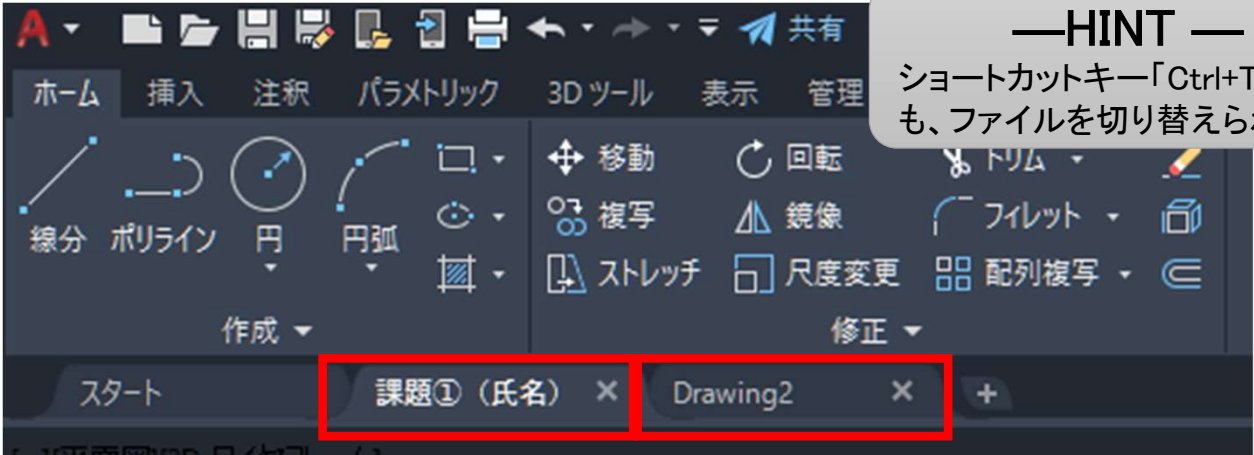 共有
—HINT —
ショートカットキー「Ctrl+T
も、ファイルを切り替えら
ホーム 挿入 注釈 パラメトリック 3D ツール 表示 管理
線分 ポリライン 円 円弧
移動 回転 トリム
複写 鏡像 フィレット
ストレッチ 尺度変更 配列複写
作成 修正
スタート 課題①（氏名） × Drawing2 × +